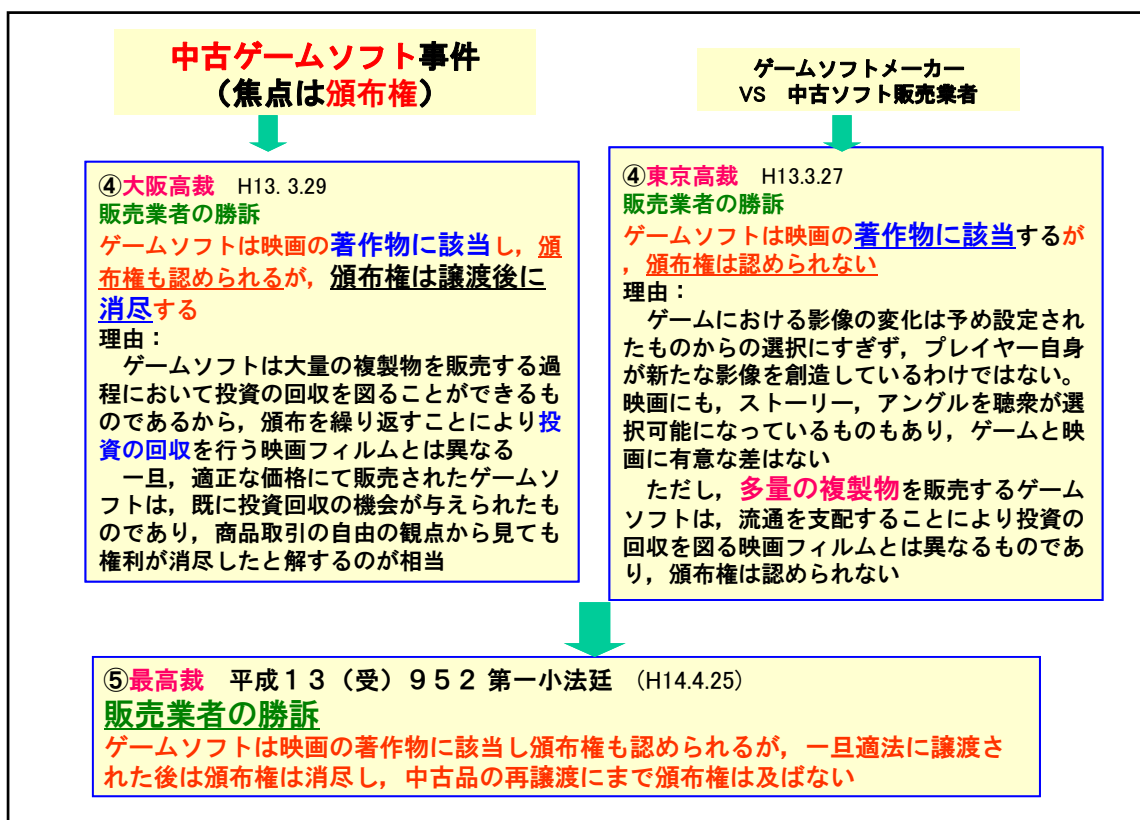 中古ゲームソフト事件
（焦点は頒布権）
ゲームソフトメーカー
VS　中古ソフト販売業者
④大阪高裁　H13. 3.29
販売業者の勝訴
ゲームソフトは映画の著作物に該当し，頒
布権も認められるが，頒布権は譲渡後に
消尽する
理由：
　ゲームソフトは大量の複製物を販売する過
程において投資の回収を図ることができるも
のであるから，頒布を繰り返すことにより投
資の回収を行う映画フィルムとは異なる
　一旦，適正な価格にて販売されたゲームソ
フトは，既に投資回収の機会が与えられたも
のであり，商品取引の自由の観点から見ても
権利が消尽したと解するのが相当
④東京高裁　H13.3.27
販売業者の勝訴
ゲームソフトは映画の著作物に該当するが
，頒布権は認められない
理由：
　ゲームにおける影像の変化は予め設定され
たものからの選択にすぎず，プレイヤー自身
が新たな影像を創造しているわけではない。
映画にも，ストーリー，アングルを聴衆が選
択可能になっているものもあり，ゲームと映
画に有意な差はない
　ただし，多量の複製物を販売するゲーム
ソフトは，流通を支配することにより投資の
回収を図る映画フィルムとは異なるものであ
り，頒布権は認められない
⑤最高裁　平成１３（受）９５２ 第一小法廷　（H14.4.25）
販売業者の勝訴
ゲームソフトは映画の著作物に該当し頒布権も認められるが，一旦適法に譲渡さ
れた後は頒布権は消尽し，中古品の再譲渡にまで頒布権は及ばない